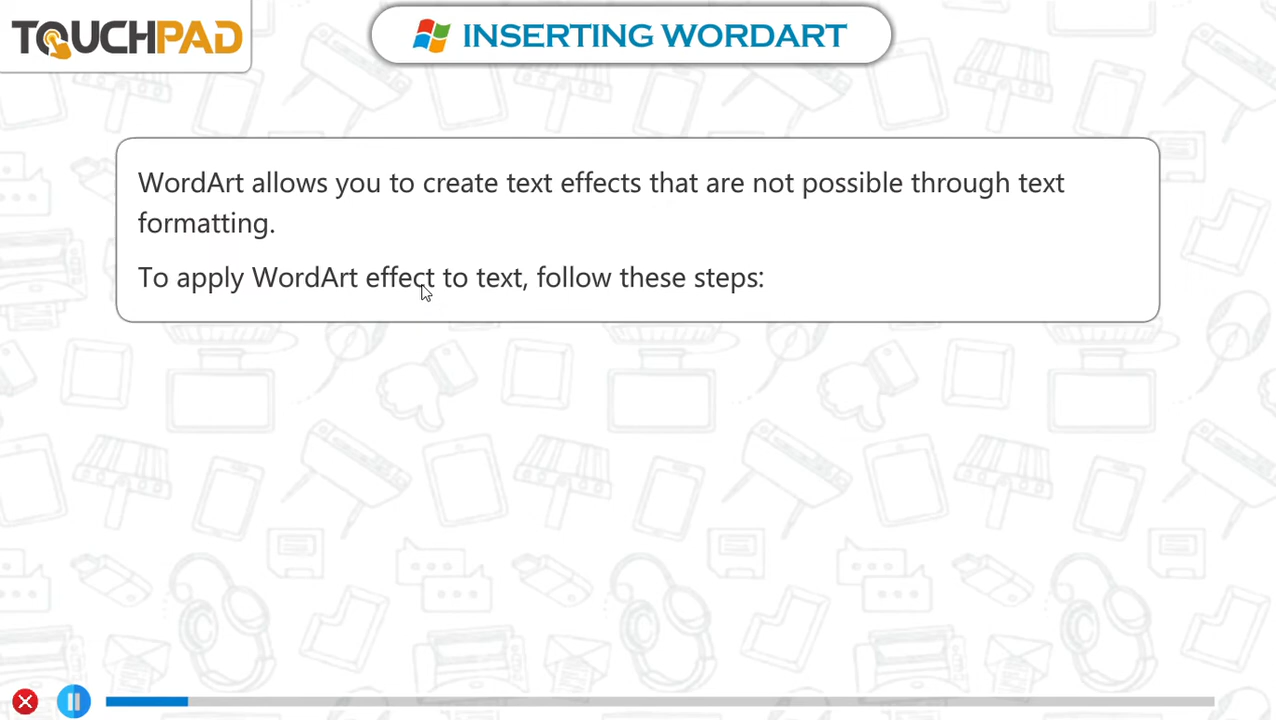 TOUCHPAD
INSERTING WORDART
WordArt allows you to create text effects that are not possible through text
formatting.
To apply WordArt effect to text, follow these steps: